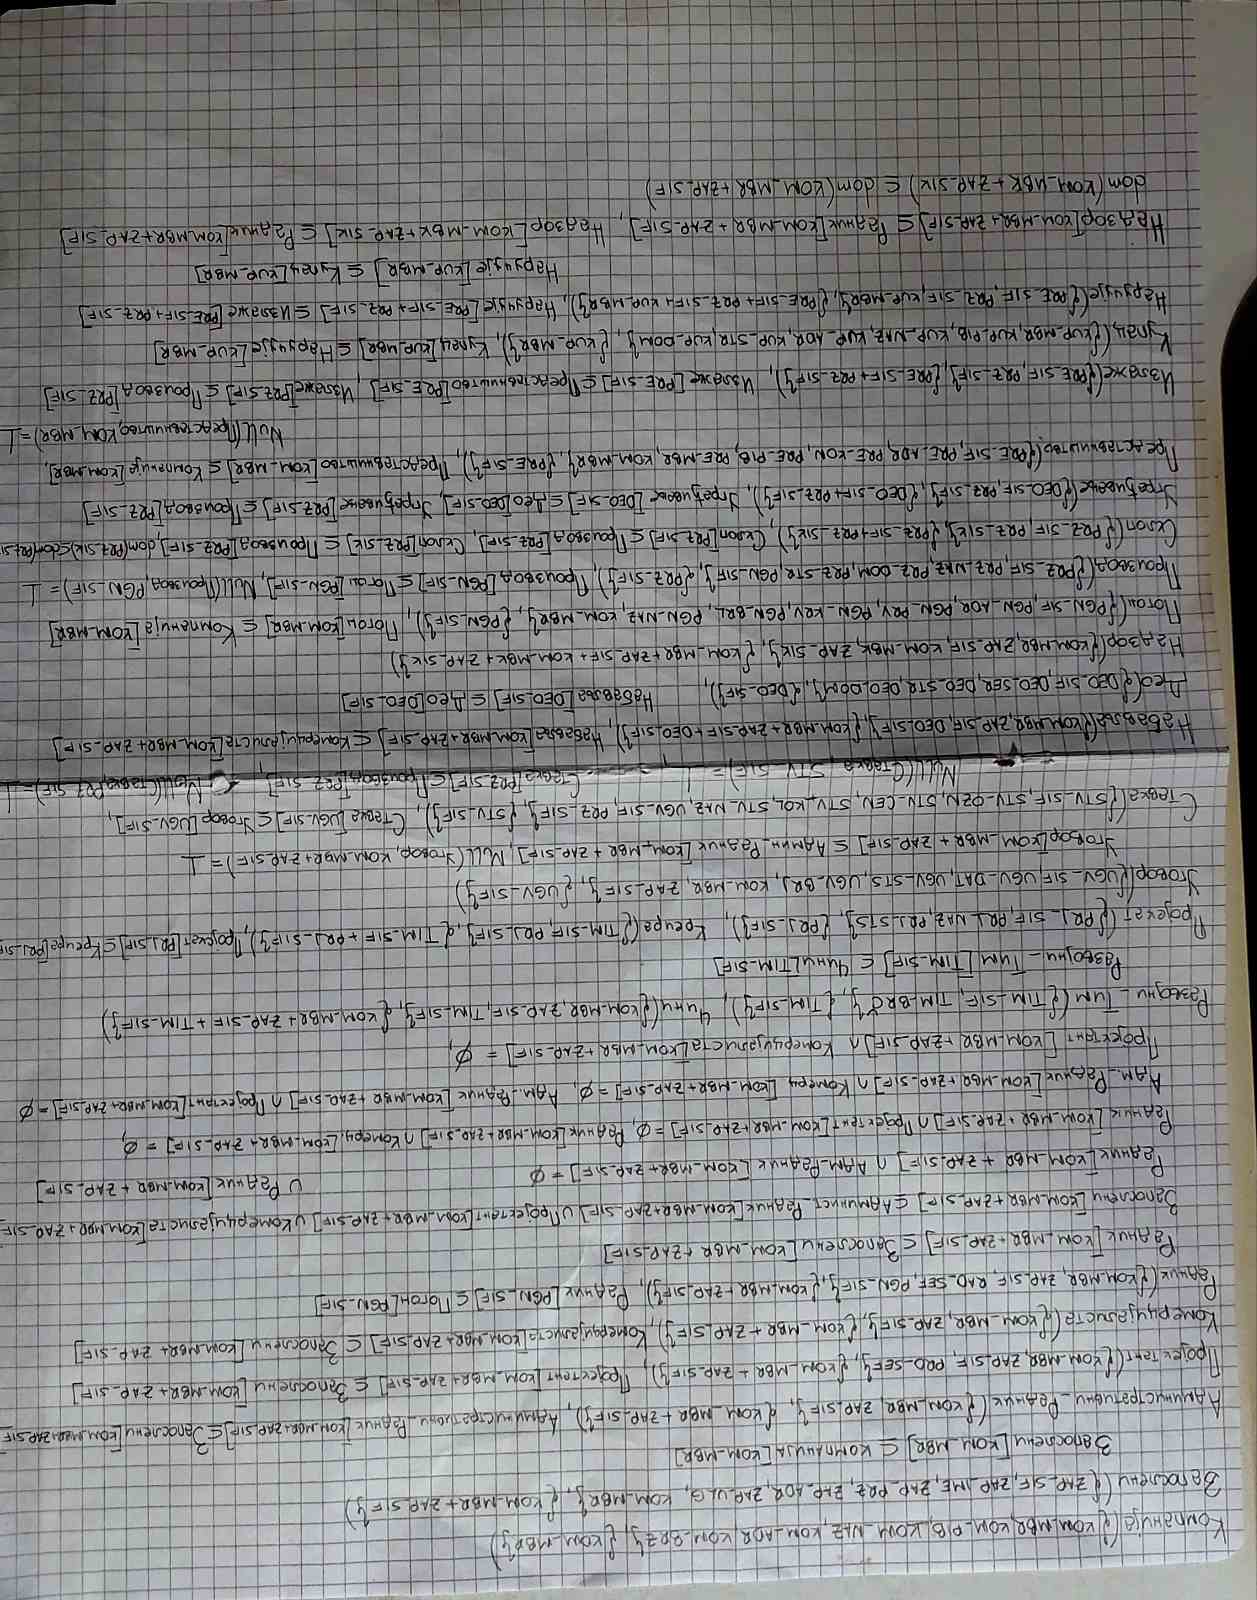 Компанија({KOM_MBR, KOM_PIB, KOM_NAZ, KOM_ADR, KOM_BRZ}, {KOM_MBR})
Запослени({ZAP_SIF, ZAP_IME, ZAP_PRZ, ZAP_ADR, ZAP_ULG, KOM_MBR}, {KOM_MBR+ZAP_SIF})
Запослени[KOM_MBR] ⊆ Компанија[KOM_MBR]
Административни_Радник({KOM_MBR, ZAP_SIF}, {KOM_MBR + ZAP_SIF}), Административни_Радник[KOM_MBR+ZAP_SIF] ⊆ Запослени[KOM_MBR+ZAP_SIF
Пројектант({KOM_MBR, ZAP_SIF, PRO_SEF}, {KOM_MBR + ZAP_SIF}), Пројектант[KOM_MBR+ZAP_SIF] ⊆ Запослени[KOM_MBR+ZAP_SIF]
Комерцијалиста({KOM_MBR, ZAP_SIF}, {KOM_MBR + ZAP_SIF}), Комерцијалиста[KOM_MBR+ZAP_SIF] ⊆ Запослени[KOM_MBR+ZAP_SIF]
Радник({KOM_MBR, ZAP_SIF, RAD_SEF, PGN_SIF}, {KOM_MBR+ZAP_SIF}), Радник[PGN_SIF] ⊆ Погон[PGN_SIF]
Радник[KOM_MBR+ZAP_SIF] ⊆ Запослени[KOM_MBR+ZAP_SIF]
Запослени[KOM_MBR+ZAP_SIF] ⊆ Админист_Радник[KOM_MBR+ZAP_SIF] ∪ Пројектант[KOM_MBR+ZAP_SIF] ∪ Комерцијалиста[KOM_MBR+ZAP_SIF
∪ Радник[KOM_MBR + ZAP_SIF]
Радник[KOM_MBR + ZAP_SIF] ∩ Адм_Радник[KOM_MBR+ZAP_SIF] = ∅
Радник[KOM_MBR+ZAP_SIF] ∩ Пројектант[KOM_MBR+ZAP_SIF] = ∅, Радник[KOM_MBR+ZAP_SIF] ∩ Комерц.[KOM_MBR+ZAP_SIF] = ∅,
Адм_Радник[KOM_MBR+ZAP_SIF] ∩ Комерц[KOM_MBR+ZAP_SIF] = ∅, Адм_Радник[KOM_MBR+ZAP_SIF] ∩ Пројектант[KOM_MBR+ZAP_SIF] = ∅
Пројектант[KOM_MBR+ZAP_SIF] ∩ Комерцијалиста[KOM_MBR+ZAP_SIF] = ∅,
Развојни_Тим({TIM_SIF, TIM_BRČ}, {TIM_SIF}), Чини({KOM_MBR, ZAP_SIF, TIM_SIF}, {KOM_MBR+ ZAP_SIF + TIM_SIF})
Развојни_Тим[TIM_SIF] ⊆ Чини[TIM_SIF]
Пројекат({PRJ_SIF, PRJ_NAZ, PRJ_STS}, {PRJ_SIF}), Креира({TIM_SIF, PRJ_SIF}, {TIM_SIF + PRJ_SIF}), Пројекат[PRJ_SIF] ⊆ Креира[PRJ_SIF
Уговор({UGV_SIF, UGV_DAT, UGV_STS, UGV_BRJ, KOM_MBR, ZAP_SIF}, {UGV_SIF})
Уговор[KOM_MBR + ZAP_SIF] ⊆ Админ_Радник[KOM_MBR + ZAP_SIF], Null(Уговор, KOM_MBR+ZAP_SIF) = ⊥
Ставка({STV_SIF, STV_OZN, STV_CEN, STV_KOL, STV_NAZ, UGV_SIF, PRZ_SIF}, {STV_SIF}), Ставка[UGV_SIF] ⊆ Уговор[UGV_SIF],
Null(Ставка, STV_SIF) = ⊥, Ставка[PRZ_SIF] ⊆ Производ[PRZ_SIF], Null(Ставка, PRZ_SIF) = ⊥
Набавља({KOM_MBR, ZAP_SIF, DEO_SIF}, {KOM_MBR + ZAP_SIF+DEO_SIF}), Набавља[KOM_MBR+ZAP_SIF] ⊆ Комерцијалиста[KOM_MBR+ZAP_SIF]
Део({DEO_SIF, DEO_SER, DEO_STR, DEO_DOM}, {DEO_SIF}), Набавља[DEO_SIF] ⊆ Део[DEO_SIF]
Надзор({KOM_MBR, ZAP_SIF, KOM_MBK, ZAP_SIK}, {KOM_MBR+ZAP_SIF+ KOM_MBK + ZAP_SIK})
Погон({PGN_SIF, PGN_ADR, PGN_PRV, PGN_KRV, PGN_BRL, PGN_NAZ, KOM_MBR}, {PGN_SIF}), Погон[KOM_MBR] ⊆ Компанија[KOM_MBR]
Производ({PRZ_SIF, PRZ_NAZ, PRZ_DOM, PRZ_STR, PGN_SIF}, {PRZ_SIF}), Производ[PGN_SIF] ⊆ Погон[PGN_SIF], Null(Производ, PGN_SIF) = ⊥
Склоп({PRZ_SIF, PRZ_SIK}, {PRZ_SIF+PRZ_SIK}), Склоп[PRZ_SIF] ⊆ Производ[PRZ_SIF], Склоп[PRZ_SIK] ⊆ Производ[PRZ_SIF], dom(PRZ_SIK) ⊆ dom(PRZ_SI
Уграђивање({DEO_SIF, PRZ_SIF}, {DEO_SIF+PRZ_SIF}), Уграђивање[DEO_SIF] ⊆ Део[DEO_SIF], Уграђивање[PRZ_SIF] ⊆ Производ[PRZ_SIF]
Представништво({PRE_SIF, PRE_ADR, PRE_KON, PRE_PIB, PRE_MBR, KOM_MBR}, {PRE_SIF}), Представништво[KOM_MBR] ⊆ Компанија[KOM_MBR],
Null(Представништво, KOM_MBR) = ⊥
Излаже({PRE_SIF, PRZ_SIF}, {PRE_SIF+PRZ_SIF}), Излаже[PRE_SIF] ⊆ Представништво[PRE_SIF], Излаже[PRZ_SIF] ⊆ Производ[PRZ_SIF]
Купац({KUP_MBR, KUP_PIB, KUP_NAZ, KUP_ADR, KUP_STR, KUP_DOM}, {KUP_MBR}), Купац[KUP_MBR] ⊆ Наручује[KUP_MBR]
Наручује({PRE_SIF, PRZ_SIF, KUP_MBR}, {PRE_SIF+ PRZ_SIF+ KUP_MBR}), Наручује[PRE_SIF+ PRZ_SIF] ⊆ Излаже[PRE_SIF+PRZ_SIF]
Наручује[KUP_MBR] ⊆ Купац[KUP_MBR]
Надзор[KOM_MBR+ ZAP_SIF] ⊆ Радник[KOM_MBR + ZAP_SIF], Надзор[KOM_MBK+ZAP_SIK] ⊆ Радник[KOM_MBR+ZAP_SIF]
dom(KOM_MBK + ZAP_SIK) ⊆ dom(KOM_MBR+ZAP_SIF)